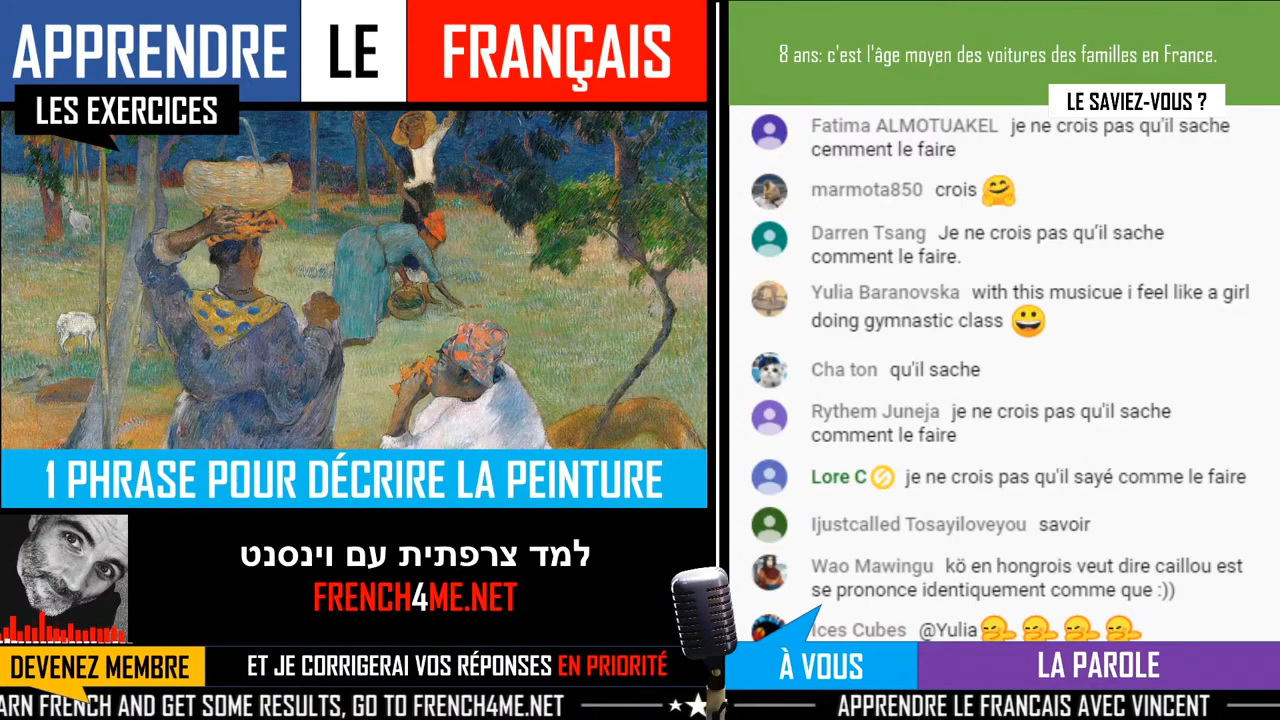 APPRENDRE LE FRANÇAIS
LES EXERCICES
1 PHRASE POUR DÉCRIRE LA PEINTURE
למד צרפתית עם וינסנט
FRENCH4ME.NET
DEVENEZ MEMBRE
ET JE CORRIGERAI VOS RÉPONSES EN PRIORITÉ
8 ans: c'est l'âge moyen des voitures des familles en France.
LE SAVIEZ-VOUS ?
Fatima ALMOTUAKEL je ne crois pas qu'il sache
cemment le faire
marmota850 crois 🤗
Darren Tsang Je ne crois pas qu'il sache
comment le faire.
Yulia Baranovska with this musicue i feel like a girl
doing gymnastic class 😀
Cha ton qu'il sache
Rythem Juneja je ne crois pas qu'il sache
comment le faire
Lore C je ne crois pas qu'il sayé comme le faire
Ijustcalled Tosayiloveyou savoir
Wao Mawingu kö en hongrois veut dire caillou est
se prononce identiquement comme que :))
Ices Cubes @Yulia
À VOUS LA PAROLE
ARN FRENCH AND GET SOME RESULTS, GO TO FRENCH4ME.NET
APPRENDRE LE FRANCAIS AVEC VINCENT